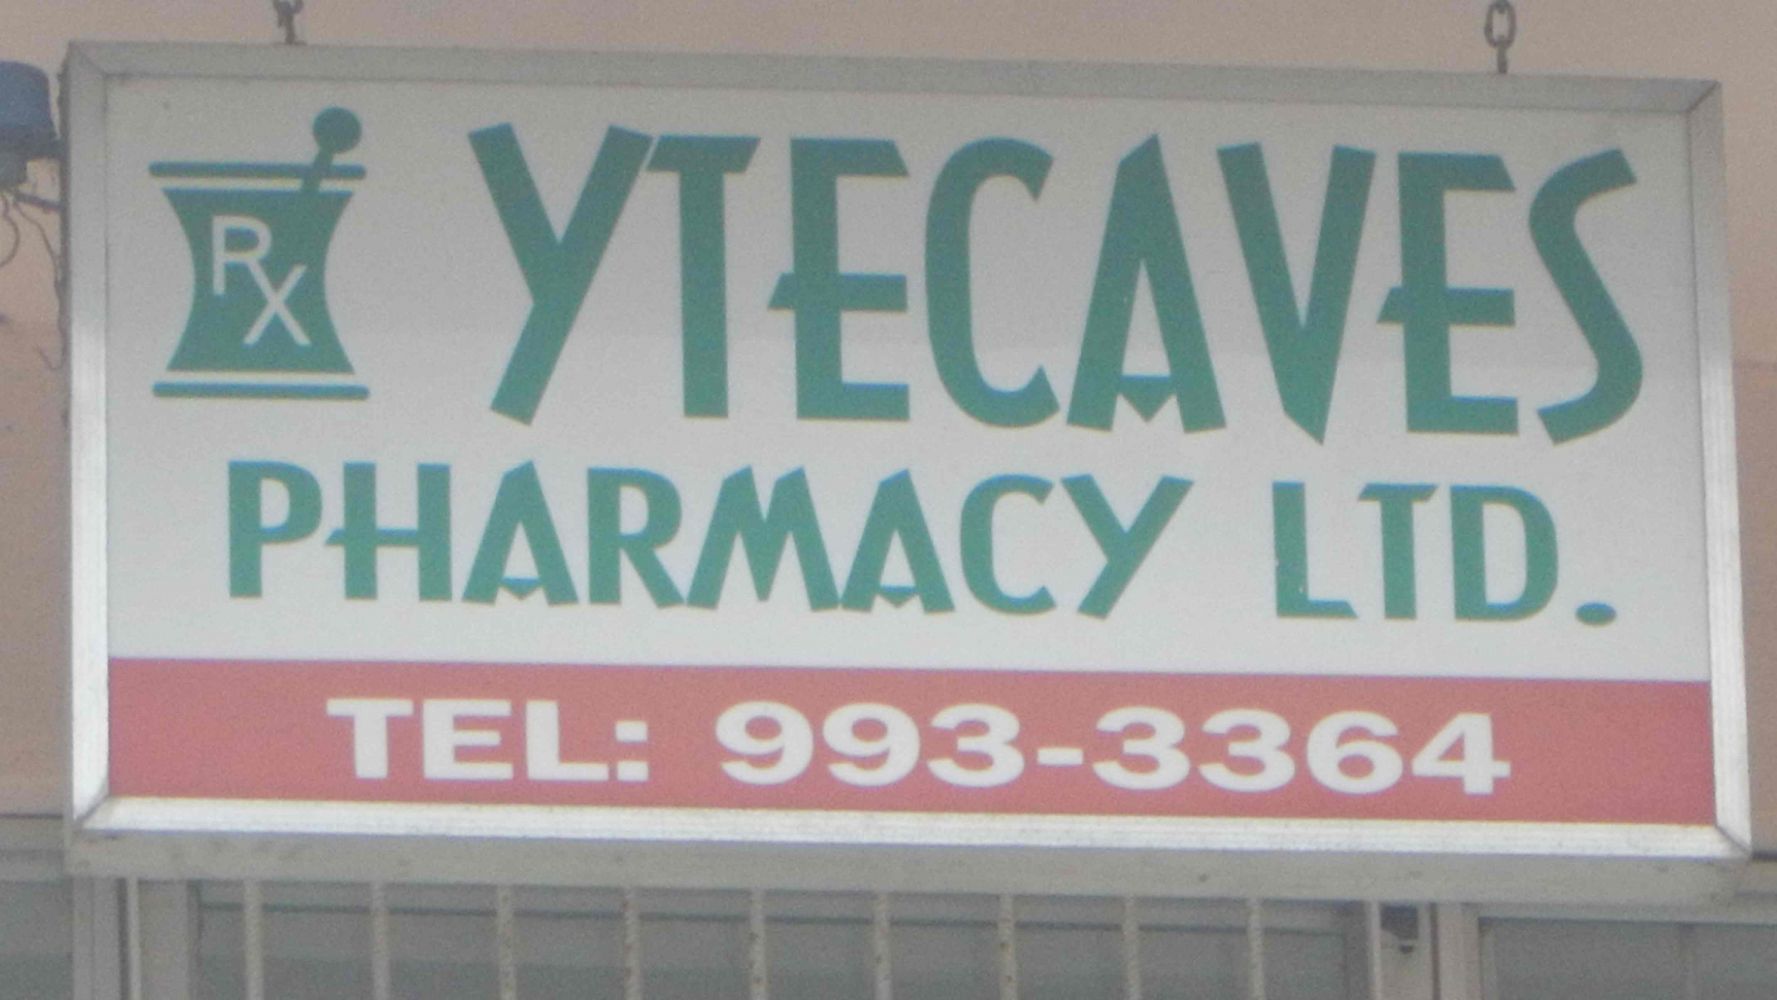 RX
YTECAVES
PHARMACY LTD.
TEL: 993-3364